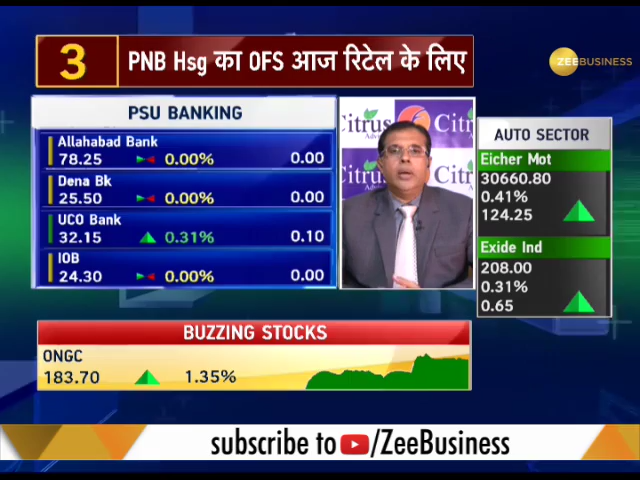 3
PNB Hsg का OFS आज रिटेल के लिए
ZEEBUSINESS
PSU BANKING
Allahabad Bank
78.25 0.00% 0.00
Dena Bk
25.50 0.00% 0.00
UCO Bank
32.15 0.31% 0.10
IOB
24.30 0.00% 0.00
Citrus
Citrus
AUTO SECTOR
Eicher Mot
30660.80
0.41%
124.25
Exide Ind
208.00
0.31%
0.65
BUZZING STOCKS
ONGC
183.70 1.35%
subscribe to /ZeeBusiness